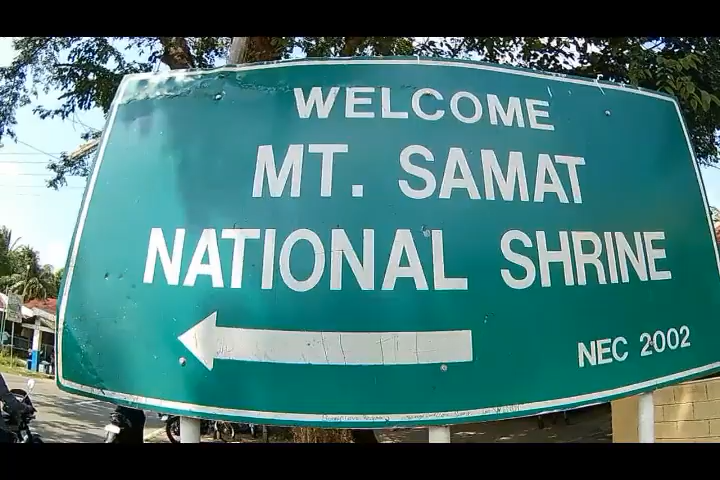 WELCOME
MT. SAMAT
NATIONAL SHRINE
NEC 2002